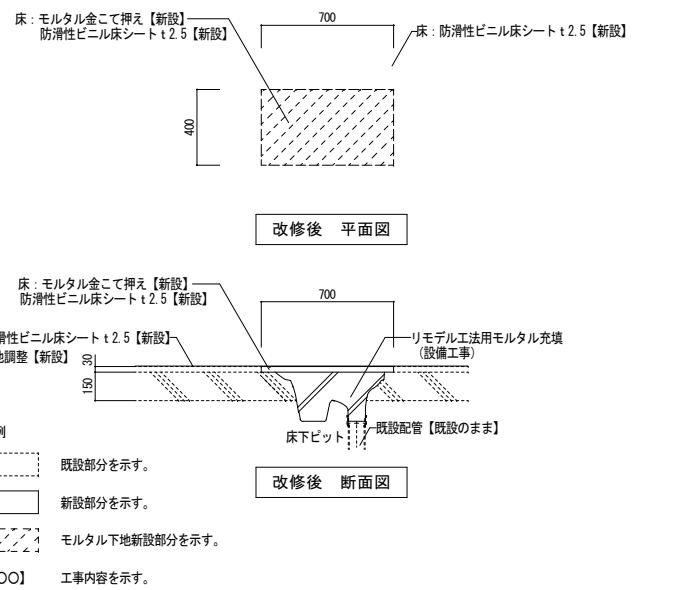 床：モルタル金こて押え【新設】
防滑性ビニル床シートｔ2.5【新設】
700
床：防滑性ビニル床シートｔ2.5【新設】
400
改修後　平面図
床：モルタル金こて押え【新設】
防滑性ビニル床シートｔ2.5【新設】
700
滑性ビニル床シートｔ2.5【新設】
地調整【新設】
リモデル工法用モルタル充填
（設備工事）
30
150
床下ピット
既設配管【既設のまま】
例
改修後　断面図
既設部分を示す。
新設部分を示す。
モルタル下地新設部分を示す。
〇〇】
工事内容を示す。